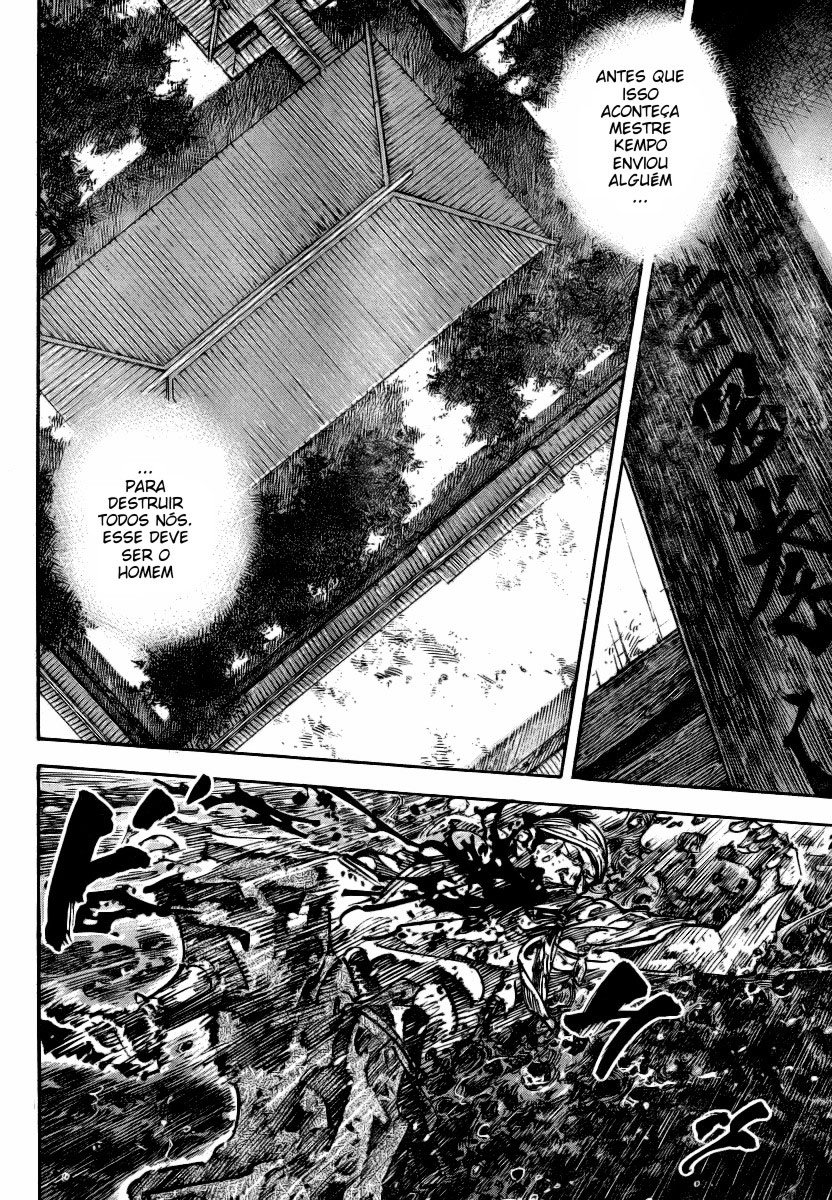 ANTES QUE
ISSO
ACONTEÇA
MESTRE
KEMPO
ENVIOU
ALGUÉM
...
...
PARA
DESTRUIR
TODOS NÓS.
ESSE DEVE
SER O
HOMEM